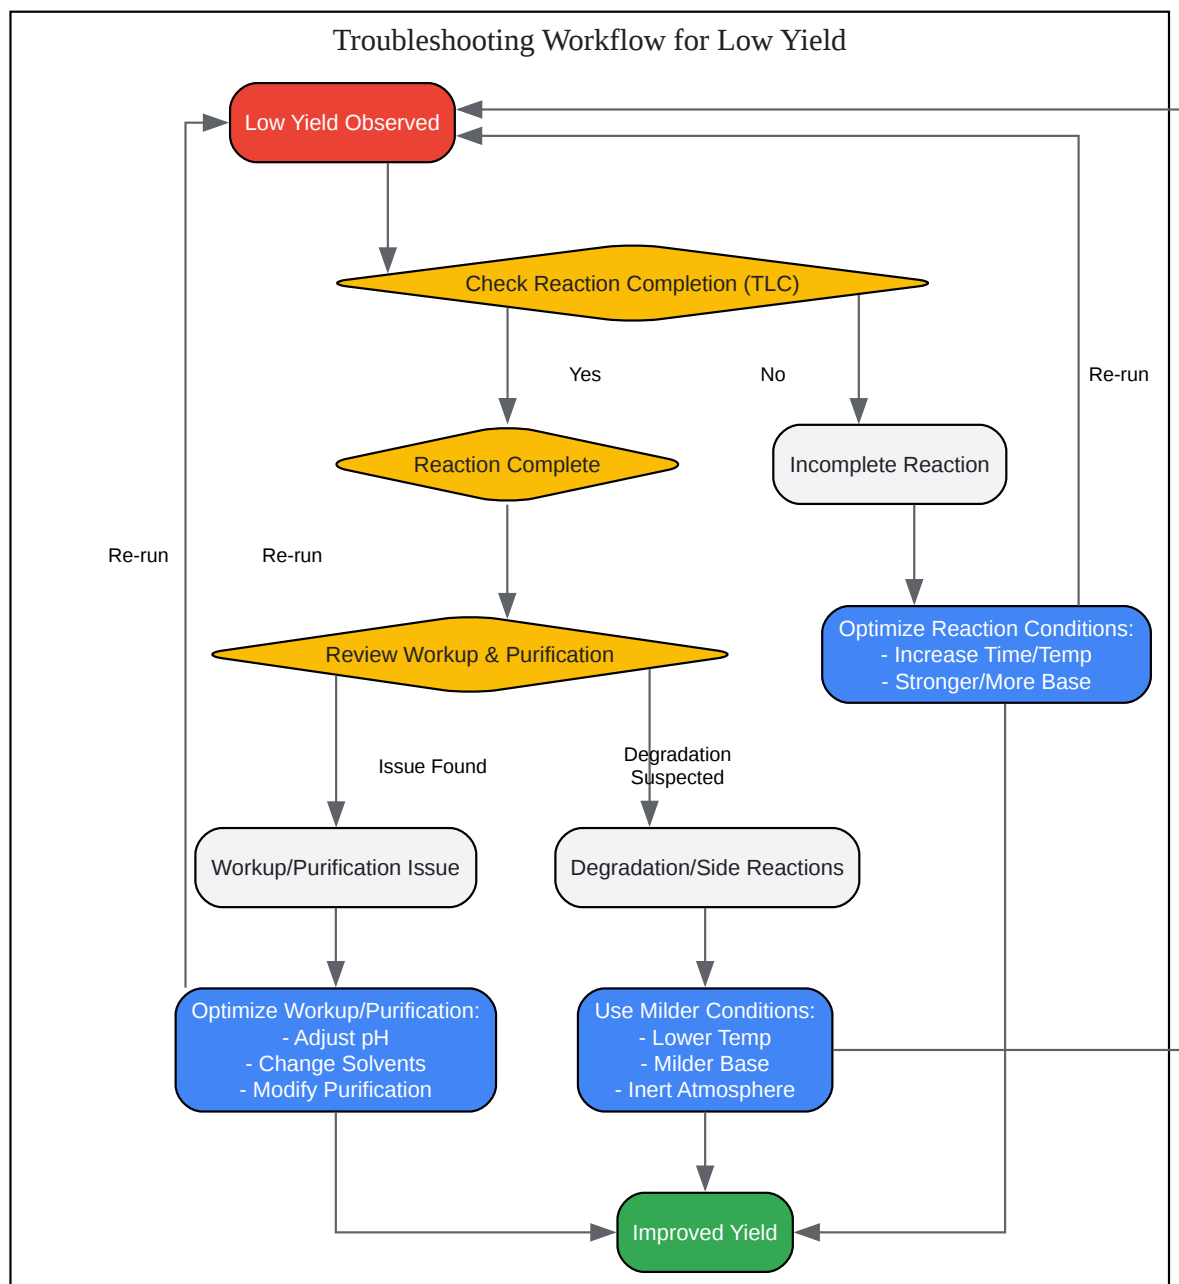 Troubleshooting Workflow for Low Yield
Low Yield Observed
Check Reaction Completion (TLC)
Yes
No
Re-run
Reaction Complete
Incomplete Reaction
Re-run
Re-run
Optimize Reaction Conditions:
- Increase Time/Temp
- Stronger/More Base
Review Workup & Purification
Issue Found
Degradation
Suspected
Workup/Purification Issue
Degradation/Side Reactions
Optimize Workup/Purification:
- Adjust pH
- Change Solvents
- Modify Purification
Use Milder Conditions:
- Lower Temp
- Milder Base
- Inert Atmosphere
Improved Yield